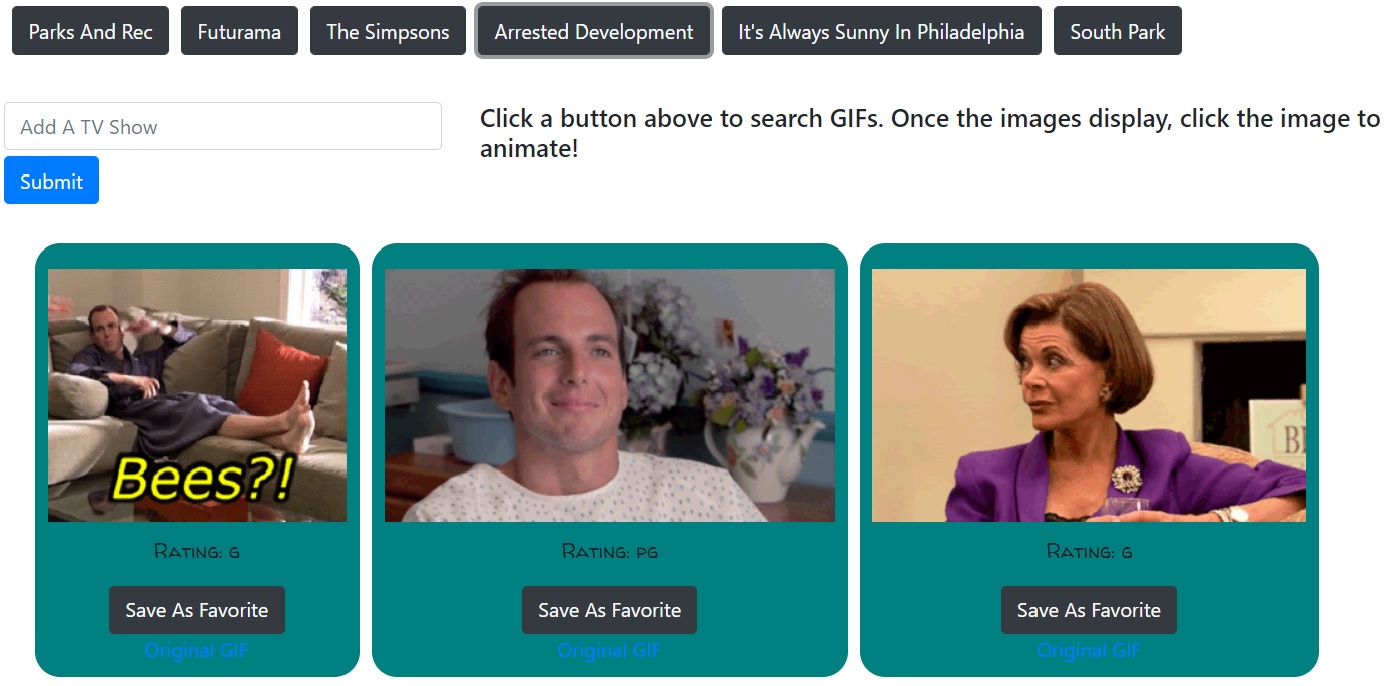 Parks And Rec Futurama The Simpsons Arrested Development It's Always Sunny In Philadelphia South Park
Add A TV Show
Click a button above to search GIFs. Once the images display, click the image to
animate!
Submit
Bees?!
Rating: g
Save As Favorite
Original GIF
Rating: pg
Save As Favorite
Original GIF
Rating: g
Save As Favorite
Original GIF